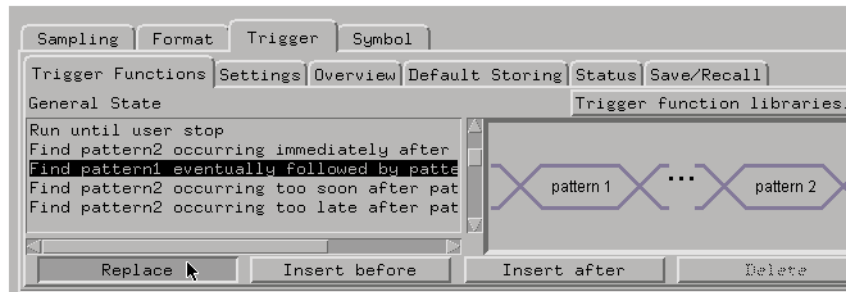 Sampling Format Trigger Symbol
Trigger Functions Settings Overview Default Storing Status Save/Recall
General State Trigger function libraries.
Run until user stop
Find pattern2 occurring immediately after
Find pattern1 eventually followed by patte
Find pattern2 occurring too soon after pat
Find pattern2 occurring too late after pat
pattern 1 ... pattern 2
Replace Insert before Insert after Delete